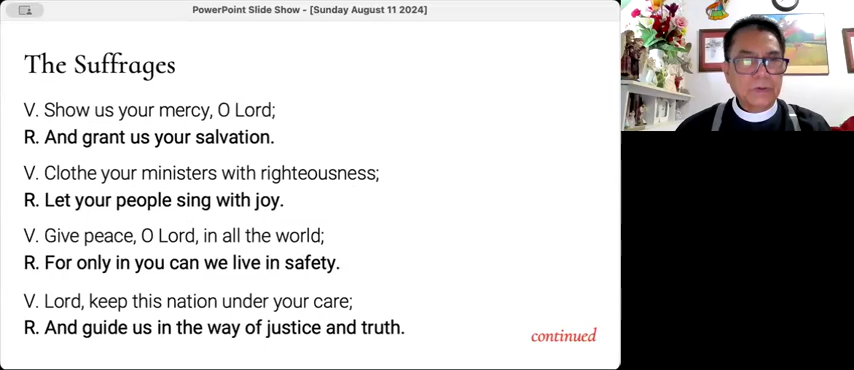 PowerPoint Slide Show - [Sunday August 11 2024]
The Suffrages
V. Show us your mercy, O Lord;
R. And grant us your salvation.
V. Clothe your ministers with righteousness;
R. Let your people sing with joy.
V. Give peace, O Lord, in all the world;
R. For only in you can we live in safety.
V. Lord, keep this nation under your care;
R. And guide us in the way of justice and truth.
continued